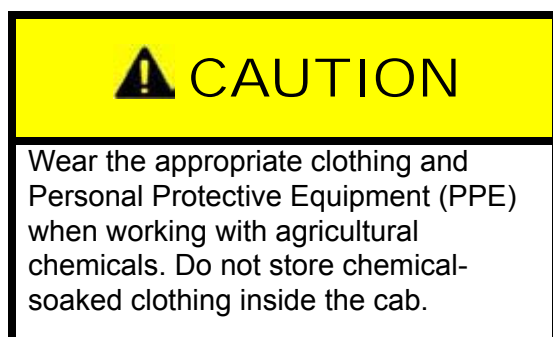 CAUTION
Wear the appropriate clothing and
Personal Protective Equipment (PPE)
when working with agricultural
chemicals. Do not store chemical-
soaked clothing inside the cab.